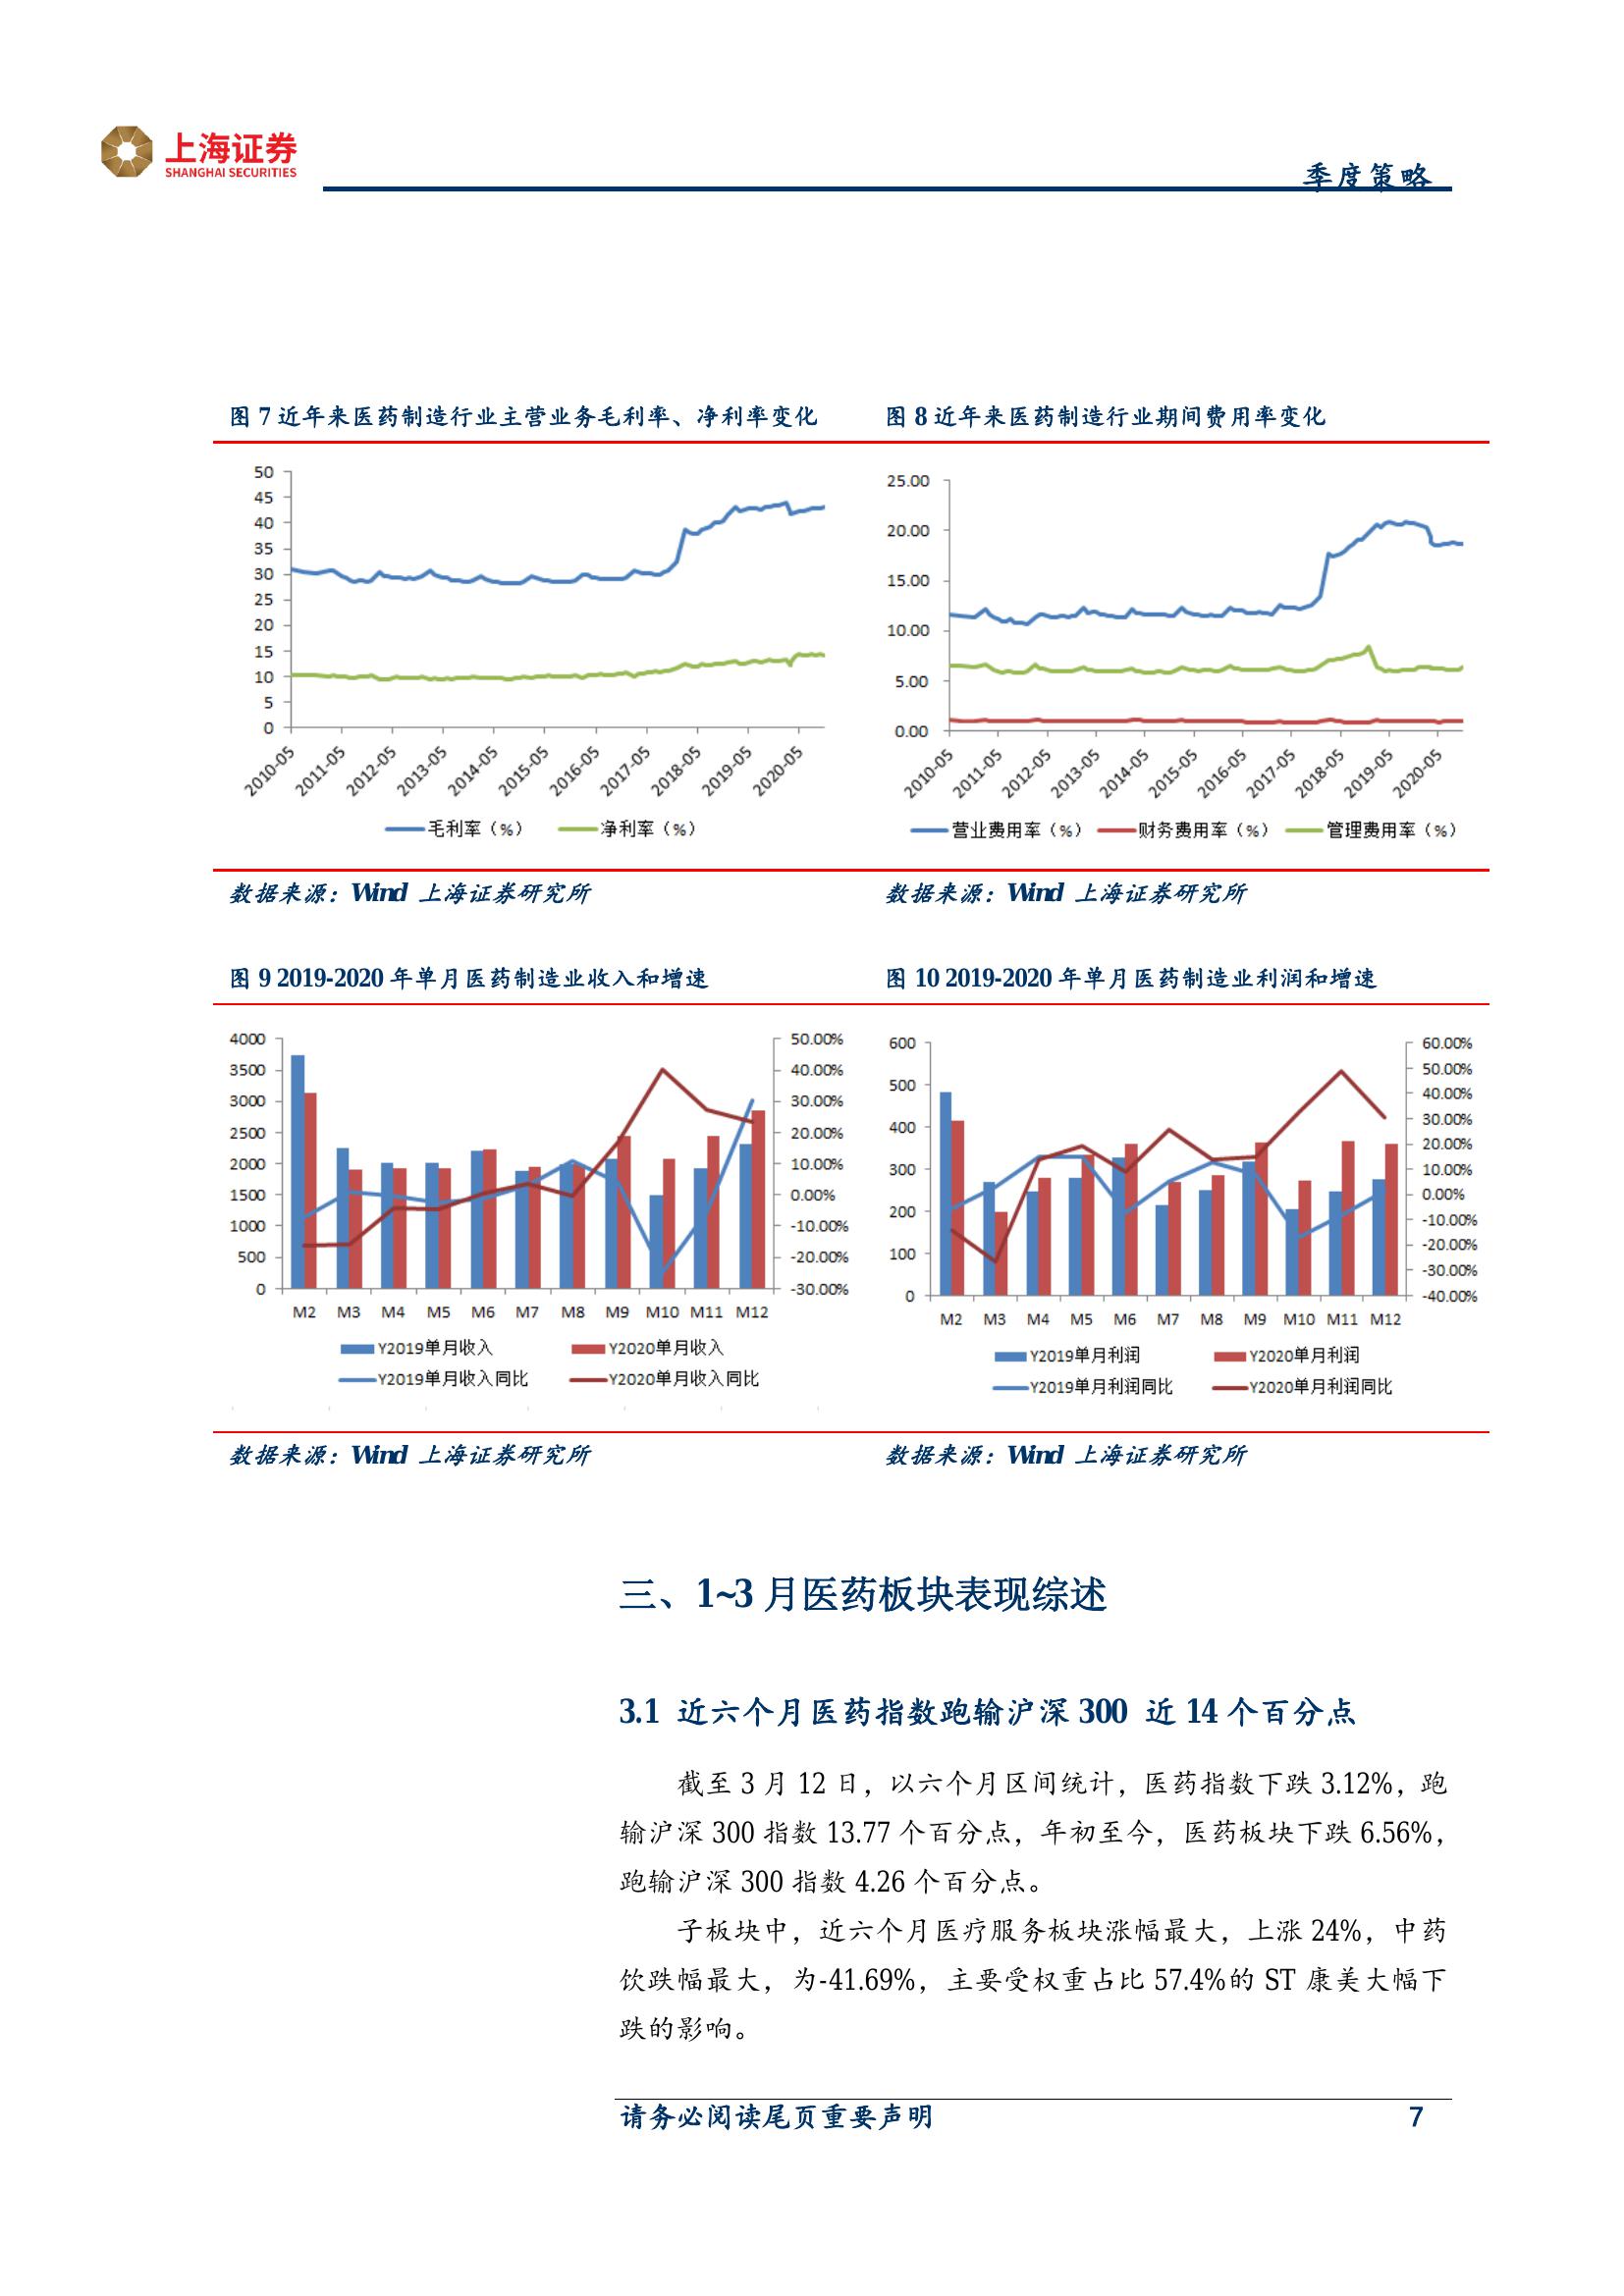 上海证券
SHANGHAI SECURITIES
季度策略
图 7 近年来医药制造行业主营业务毛利率、净利率变化
50
45
40
35
30
25
20
15
10
5
0
2010-05
2011-05
2012-05
2013-05
2014-05
2015-05
2016-05
2017-05
2018-05
2019-05
2020-05
毛利率（%） 净利率（%）
数据来源：Wind 上海证券研究所
图 8 近年来医药制造行业期间费用率变化
25.00
20.00
15.00
10.00
5.00
0.00
2010-05
2011-05
2012-05
2013-05
2014-05
2015-05
2016-05
2017-05
2018-05
2019-05
2020-05
营业费用率（%） 财务费用率（%） 管理费用率（%）
数据来源：Wind 上海证券研究所
图 9 2019-2020 年单月医药制造业收入和增速
4000
3500
3000
2500
2000
1500
1000
500
0
50.00%
40.00%
30.00%
20.00%
10.00%
0.00%
-10.00%
-20.00%
-30.00%
M2 M3 M4 M5 M6 M7 M8 M9 M10 M11 M12
Y2019单月收入 Y2020单月收入
Y2019单月收入同比 Y2020单月收入同比
数据来源：Wind 上海证券研究所
图 10 2019-2020 年单月医药制造业利润和增速
600
500
400
300
200
100
0
60.00%
50.00%
40.00%
30.00%
20.00%
10.00%
0.00%
-10.00%
-20.00%
-30.00%
-40.00%
M2 M3 M4 M5 M6 M7 M8 M9 M10 M11 M12
Y2019单月利润 Y2020单月利润
Y2019单月利润同比 Y2020单月利润同比
数据来源：Wind 上海证券研究所
三、1~3 月医药板块表现综述
3.1 近六个月医药指数跑输沪深 300 近 14 个百分点
截至 3 月 12 日，以六个月区间统计，医药指数下跌 3.12%，跑
输沪深 300 指数 13.77 个百分点，年初至今，医药板块下跌 6.56%，
跑输沪深 300 指数 4.26 个百分点。
子板块中，近六个月医疗服务板块涨幅最大，上涨 24%，中药
饮跌幅最大，为-41.69%，主要受权重占比 57.4%的 ST 康美大幅下
跌的影响。
请务必阅读尾页重要声明
7